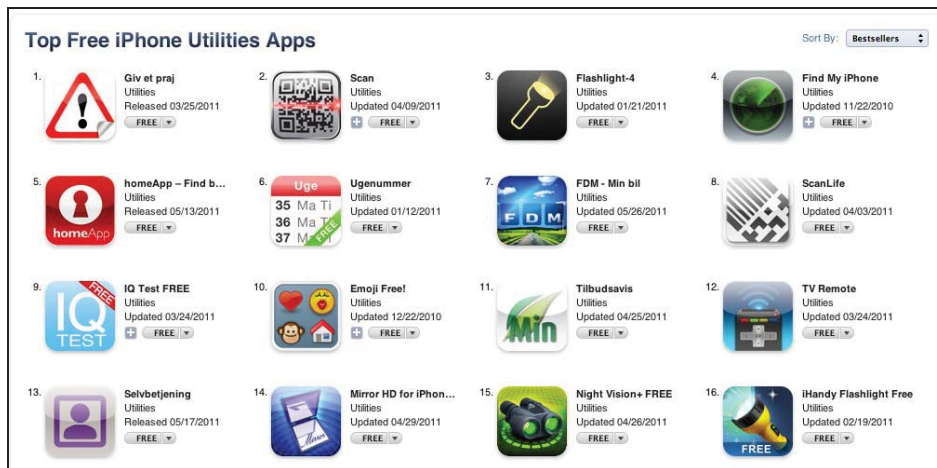 Top Free iPhone Utilities Apps
Sort By: Bestsellers
1. Giv et praj
Utilities
Released 03/25/2011
FREE
2. Scan
Utilities
Updated 04/09/2011
FREE
3. Flashlight-4
Utilities
Updated 01/21/2011
FREE
4. Find My iPhone
Utilities
Updated 11/22/2010
FREE
5. homeApp – Find b...
Utilities
Released 05/13/2011
FREE
homeApp
6. Ugenummer
Utilities
Updated 01/12/2011
FREE
Uge
35 Ma Ti
36 Ma Ti
37 M
FREE
7. FDM - Min bil
Utilities
Updated 05/26/2011
FREE
FDM
8. ScanLife
Utilities
Updated 04/03/2011
FREE
9. IQ Test FREE
Utilities
Updated 03/24/2011
FREE
FREE
IQ
TEST
10. Emoji Free!
Utilities
Updated 12/22/2010
FREE
11. Tilbudsavis
Utilities
Updated 04/25/2011
FREE
Min
12. TV Remote
Utilities
Updated 03/24/2011
FREE
13. Selvbetjening
Utilities
Released 05/17/2011
FREE
14. Mirror HD for iPhon...
Utilities
Updated 04/29/2011
FREE
Mirror
15. Night Vision+ FREE
Utilities
Updated 04/26/2011
FREE
16. iHandy Flashlight Free
Utilities
Updated 02/19/2011
FREE
FREE